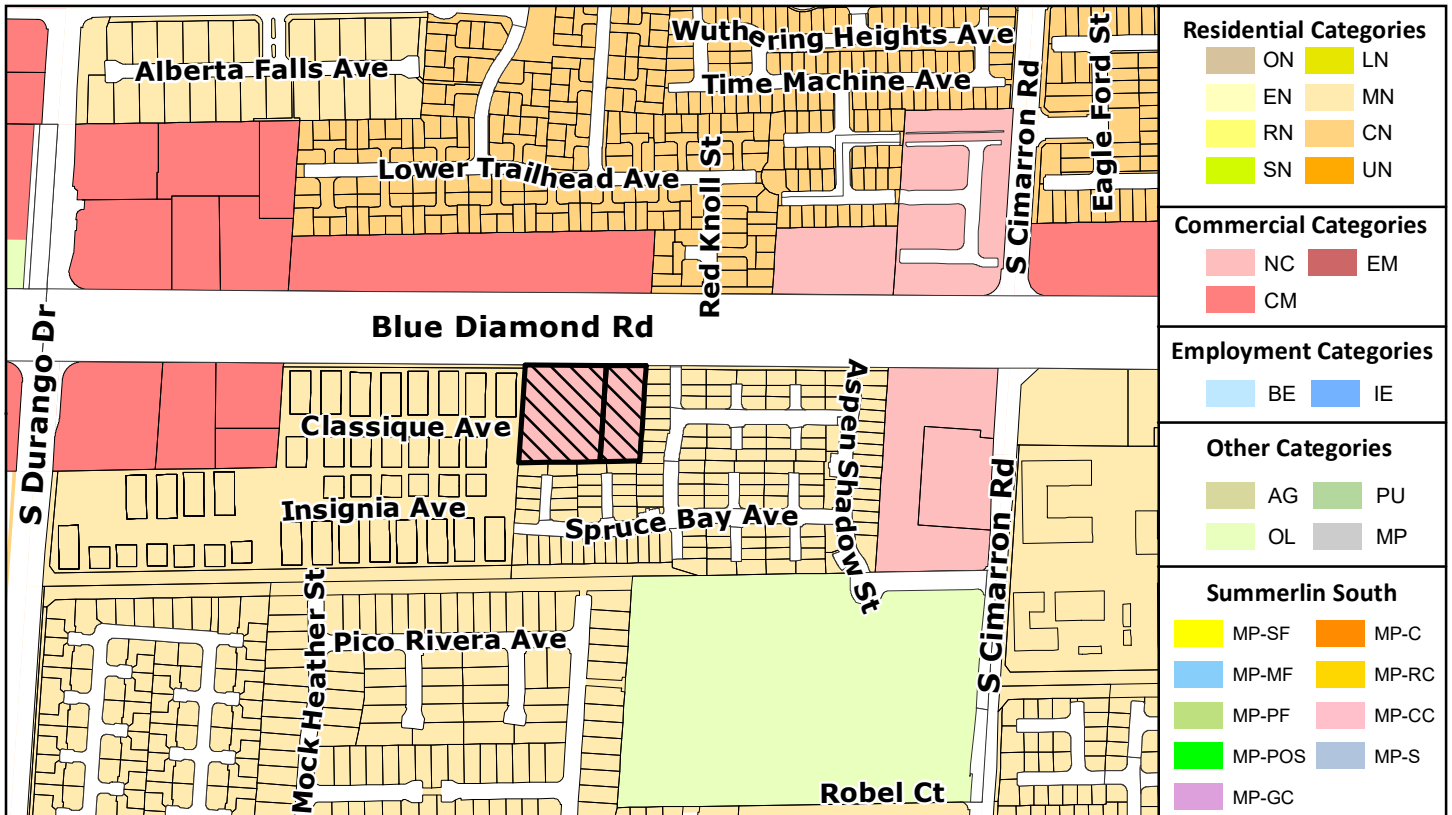 Wuthering Heights Ave
Alberta Falls Ave
Time Machine Ave
Eagle Ford St
S Cimarron Rd
Lower Trailhead Ave
Red Knoll St
Blue Diamond Rd
S Durango Dr
Classique Ave
Aspen Shadow St
Insignia Ave
Spruce Bay Ave
S Cimarron Rd
Mock Heather St
Pico Rivera Ave
Robel Ct
Residential Categories
ON LN
EN MN
RN CN
SN UN
Commercial Categories
NC EM
CM
Employment Categories
BE IE
Other Categories
AG PU
OL MP
Summerlin South
MP-SF MP-C
MP-MF MP-RC
MP-PF MP-CC
MP-POS MP-S
MP-GC